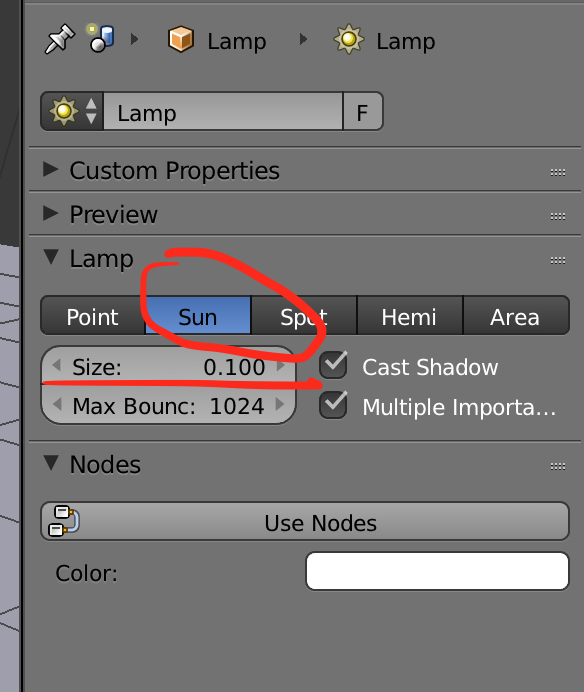 Lamp Lamp
Lamp F
Custom Properties
Preview
Lamp
Point Sun Spot Hemi Area
Size: 0.100 Cast Shadow
Max Bounc: 1024 Multiple Importa...
Nodes
Use Nodes
Color: